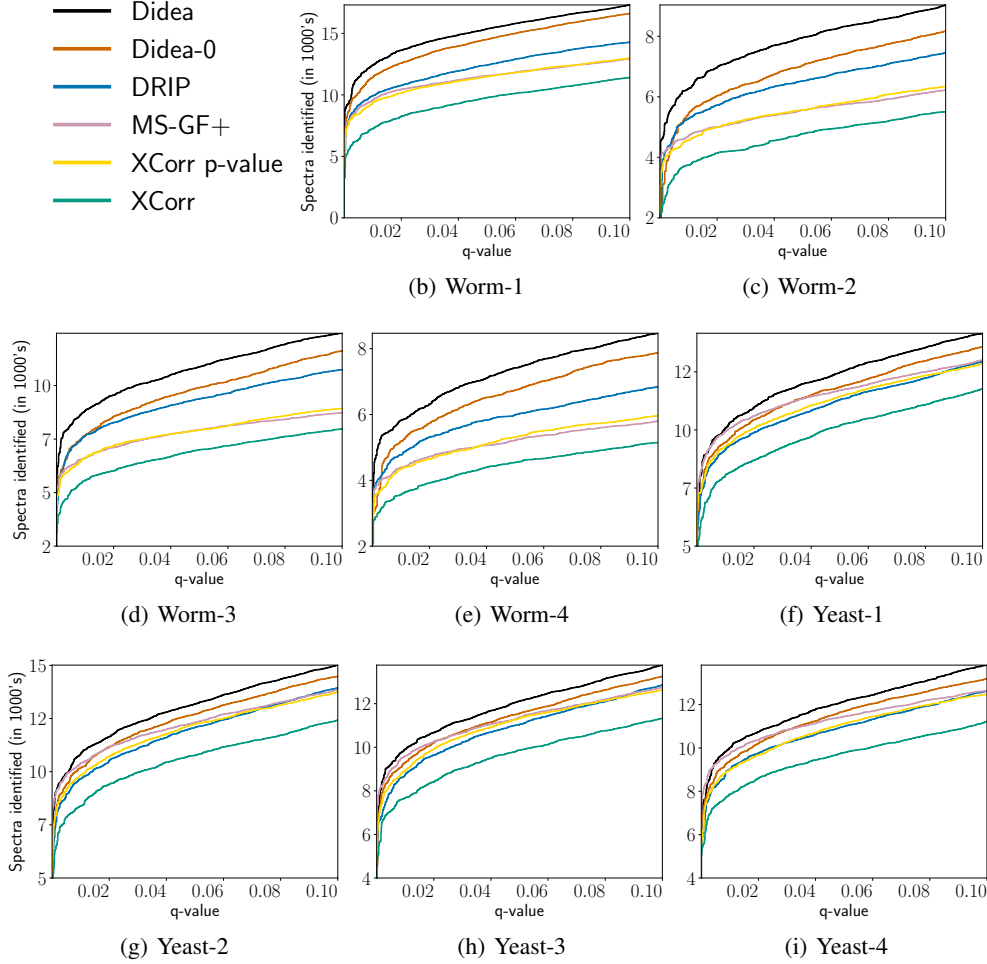 Didea
Didea-0
DRIP
MS-GF+
XCorr p-value
XCorr
Spectra identified (in 1000's)
15
10
5
0
0.02 0.04 0.06 0.08 0.10
q-value
(b) Worm-1
8
6
4
2
0.02 0.04 0.06 0.08 0.10
q-value
(c) Worm-2
Spectra identified (in 1000's)
10
7
5
2
0.02 0.04 0.06 0.08 0.10
q-value
(d) Worm-3
8
6
4
2
0.02 0.04 0.06 0.08 0.10
q-value
(e) Worm-4
12
10
7
5
0.02 0.04 0.06 0.08 0.10
q-value
(f) Yeast-1
Spectra identified (in 1000's)
15
12
10
7
5
0.02 0.04 0.06 0.08 0.10
q-value
(g) Yeast-2
12
10
8
6
4
0.02 0.04 0.06 0.08 0.10
q-value
(h) Yeast-3
12
10
8
6
4
0.02 0.04 0.06 0.08 0.10
q-value
(i) Yeast-4